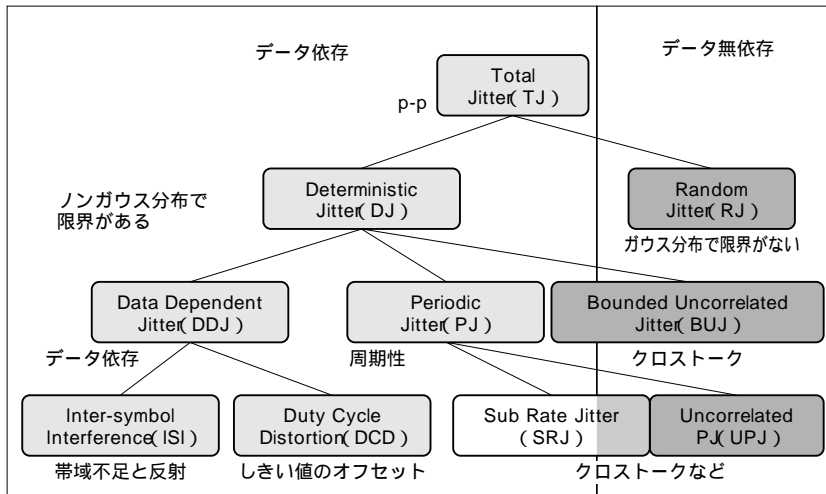 データ依存
データ無依存
Total
Jitter(TJ)
p-p
Deterministic
Jitter(DJ)
Random
Jitter(RJ)
ノンガウス分布で
限界がある
ガウス分布で限界がない
Data Dependent
Jitter(DDJ)
Periodic
Jitter(PJ)
Bounded Uncorrelated
Jitter(BUJ)
データ依存
周期性
クロストーク
Inter-symbol
Interference(ISI)
Duty Cycle
Distortion(DCD)
Sub Rate Jitter
(SRJ)
Uncorrelated
PJ(UPJ)
帯域不足と反射
しきい値のオフセット
クロストークなど